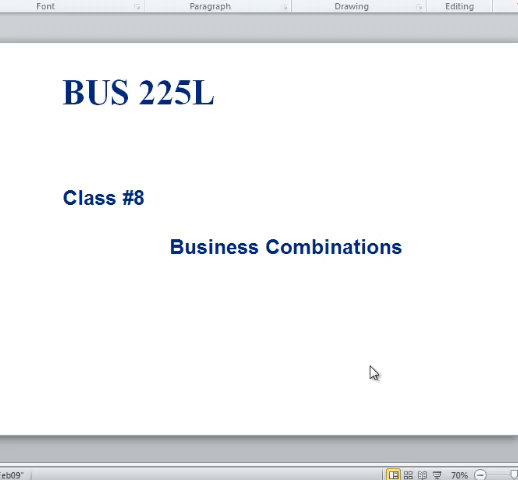 Font Paragraph Drawing Editing
BUS 225L
Class #8
Business Combinations
70%